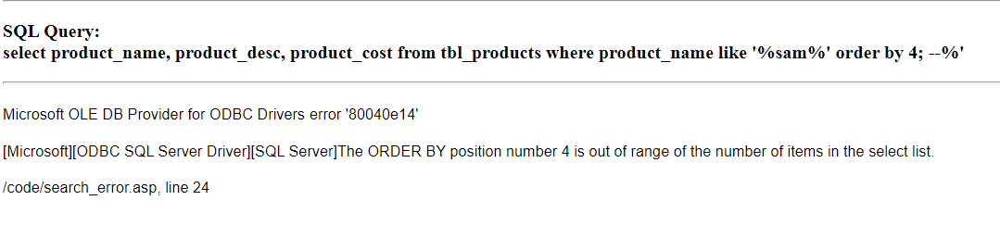 SQL Query:
select product_name, product_desc, product_cost from tbl_products where product_name like '%sam%' order by 4; --%'
Microsoft OLE DB Provider for ODBC Drivers error '80040e14'
[Microsoft][ODBC SQL Server Driver][SQL Server]The ORDER BY position number 4 is out of range of the number of items in the select list.
/code/search_error.asp, line 24